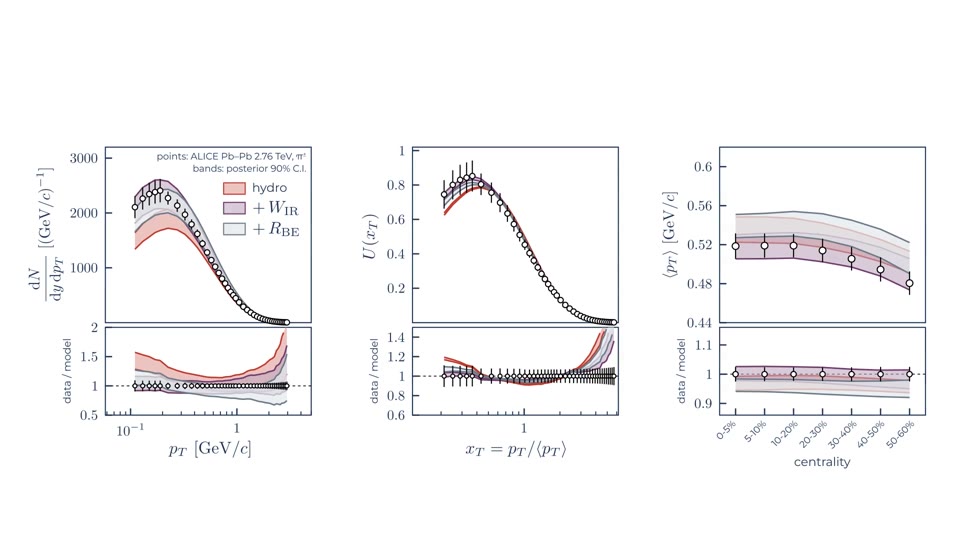 3000
2000
1000
dN
dy dp_T
[(GeV/c)^{-1}]
points: ALICE Pb–Pb 2.76 TeV, π^±
bands: posterior 90% C.I.
hydro
+ W_IR
+ R_BE
2
1.5
1
0.5
data / model
10^{-1}
1
p_T [GeV/c]
1
0.8
0.6
0.4
0.2
U(x_T)
1.4
1.2
1
0.8
0.6
data / model
1
x_T = p_T/⟨p_T⟩
0.6
0.56
0.52
0.48
0.44
⟨p_T⟩ [GeV/c]
1.1
1
0.9
data / model
0-5%
5-10%
10-20%
20-30%
30-40%
40-50%
50-60%
centrality